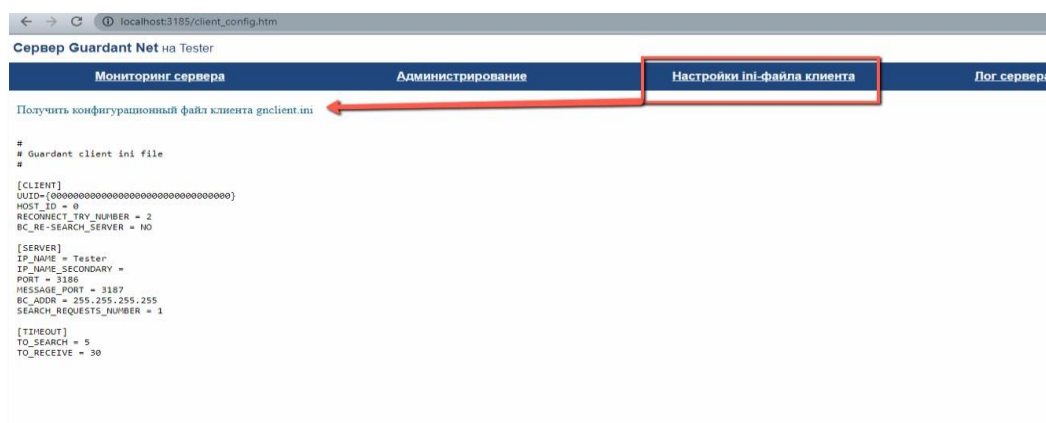 localhost:3185/client_config.htm
Сервер Guardant Net на Tester
Мониторинг сервера Администрирование Настройки ini-файла клиента Лог сервера
Получить конфигурационный файл клиента gnclient.ini
#
# Guardant client ini file
#
[CLIENT]
UUID={00000000000000000000000000000000}
HOST_ID = 0
RECONNECT_TRY_NUMBER = 2
BC_RE-SEARCH_SERVER = NO
[SERVER]
IP_NAME = Tester
IP_NAME_SECONDARY =
PORT = 3186
MESSAGE_PORT = 3187
BC_ADDR = 255.255.255.255
SEARCH_REQUESTS_NUMBER = 1
[TIMEOUT]
TO_SEARCH = 5
TO_RECEIVE = 30